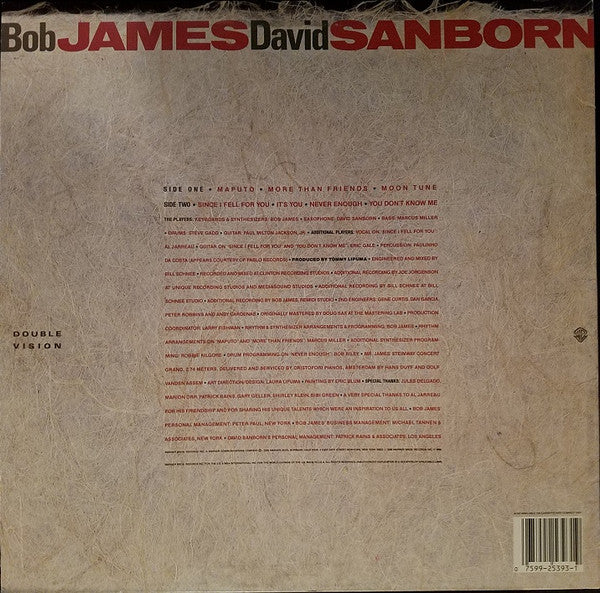 Bob JAMES David SANBORN
SIDE ONE • MAPUTO • MORE THAN FRIENDS • MOON TUNE
SIDE TWO • SINCE I FELL FOR YOU • IT'S YOU • NEVER ENOUGH • YOU DON'T KNOW ME
THE PLAYERS: KEYBOARDS & SYNTHESIZERS: BOB JAMES • SAXOPHONE: DAVID SANBORN • BASS: MARCUS MILLER
• DRUMS: STEVE GADD • GUITAR: PAUL MILTON JACKSON, JR. • ADDITIONAL PLAYERS: VOCAL ON 'SINCE I FELL FOR YOU':
AL JARREAU • GUITAR ON 'SINCE I FELL FOR YOU' AND 'YOU DON'T KNOW ME': ERIC GALE • PERCUSSION: PAULINHO
DA COSTA (APPEARS COURTESY OF PABLO RECORDS) • PRODUCED BY TOMMY LIPUMA • ENGINEERED AND MIXED BY
BILL SCHNEE • RECORDED AND MIXED AT CLINTON RECORDING STUDIOS • ADDITIONAL RECORDING BY JOE JORGENSEN
AT UNIQUE RECORDING STUDIOS AND MEDIASOUND STUDIOS • ADDITIONAL RECORDING BY BILL SCHNEE AT BILL
SCHNEE STUDIO • ADDITIONAL RECORDING BY BOB JAMES, REMIDI STUDIO • 2ND ENGINEERS: GENE CURTIS, DAN GARCIA,
PETER ROBBINS AND ANDY GARDENAS • ORIGINALLY MASTERED BY DOUG SAX AT THE MASTERING LAB • PRODUCTION
COORDINATOR: LARRY FISHMAN • RHYTHM & SYNTHESIZER ARRANGEMENTS & PROGRAMMING: BOB JAMES • RHYTHM
ARRANGEMENTS ON 'MAPUTO' AND 'MORE THAN FRIENDS': MARCUS MILLER • ADDITIONAL SYNTHESIZER PROGRAM-
MING: ROBBIE KILGORE • DRUM PROGRAMMING ON 'NEVER ENOUGH': BOB RILEY • MR. JAMES' STEINWAY CONCERT
GRAND, 2.74 METERS, DELIVERED AND SERVICED BY CRISTOFORI PIANOS, AMSTERDAM BY HANS DUYF AND DOLF
VANDEN ASSEM • ART DIRECTION/DESIGN: LAURA LIPUMA • PAINTING BY ERIC BLUM • SPECIAL THANKS: JULES DELGADO,
MARION ORR, PATRICK RAINS, GARY GELLER, SHIRLEY KLEIN, BIBI GREEN • A VERY SPECIAL THANKS TO AL JARREAU
FOR HIS FRIENDSHIP AND FOR SHARING HIS UNIQUE TALENTS WHICH WERE AN INSPIRATION TO US ALL • BOB JAMES'
PERSONAL MANAGEMENT: PETER PAUL, NEW YORK • BOB JAMES' BUSINESS MANAGEMENT: MICHAEL TANNEN &
ASSOCIATES, NEW YORK • DAVID SANBORN'S PERSONAL MANAGEMENT: PATRICK RAINS & ASSOCIATES, LOS ANGELES
DOUBLE
VISION
0 7599-25393-1